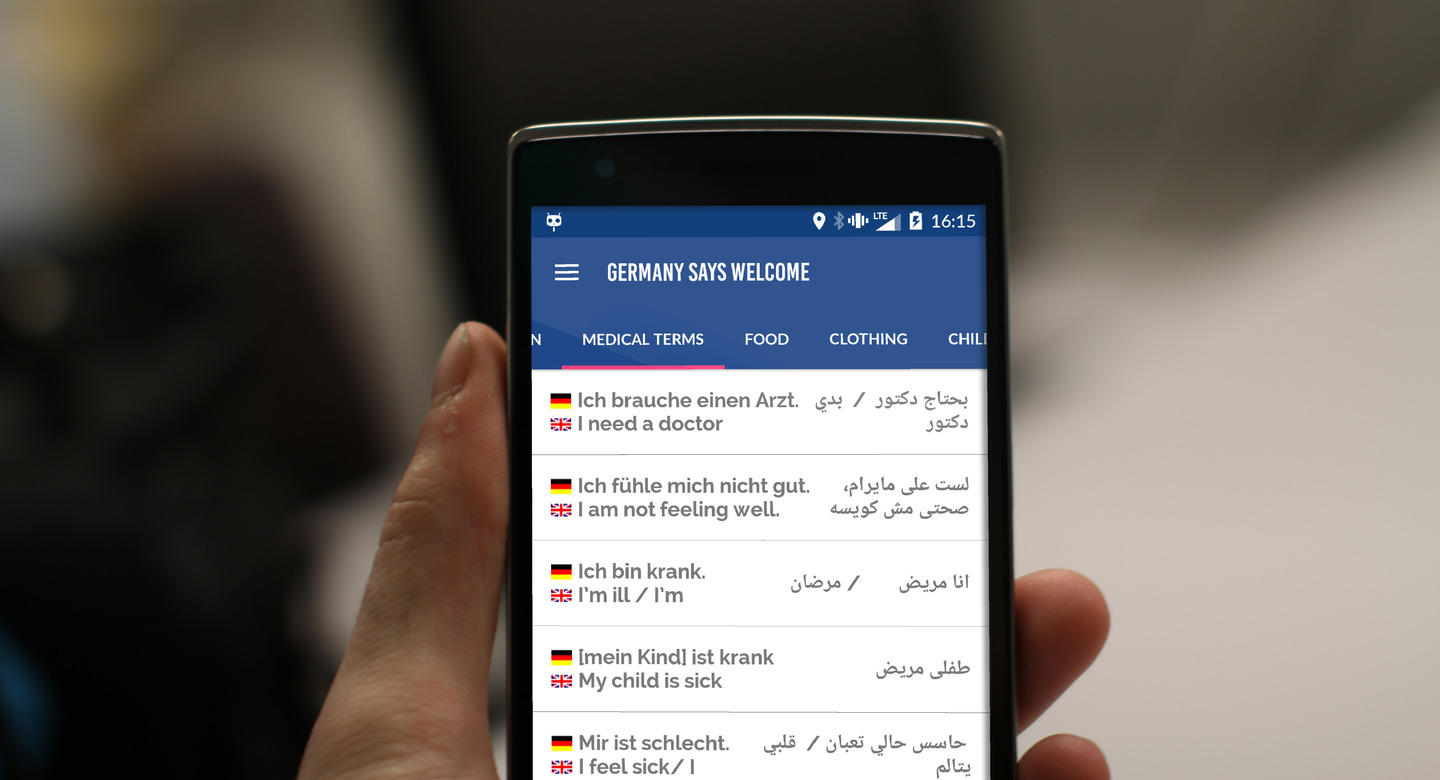 LTE 16:15
GERMANY SAYS WELCOME
N MEDICAL TERMS FOOD CLOTHING CHILD
Ich brauche einen Arzt.
I need a doctor
بحتاج دكتور / بدي
دكتور
Ich fühle mich nicht gut.
I am not feeling well.
لست على مايرام،
صحتى مش كويسه
Ich bin krank.
I'm ill / I'm
انا مريض / مرضان
[mein Kind] ist krank
My child is sick
طفلى مريض
Mir ist schlecht.
I feel sick/ I
حاسس حالي تعبان / قلبي
يتالم